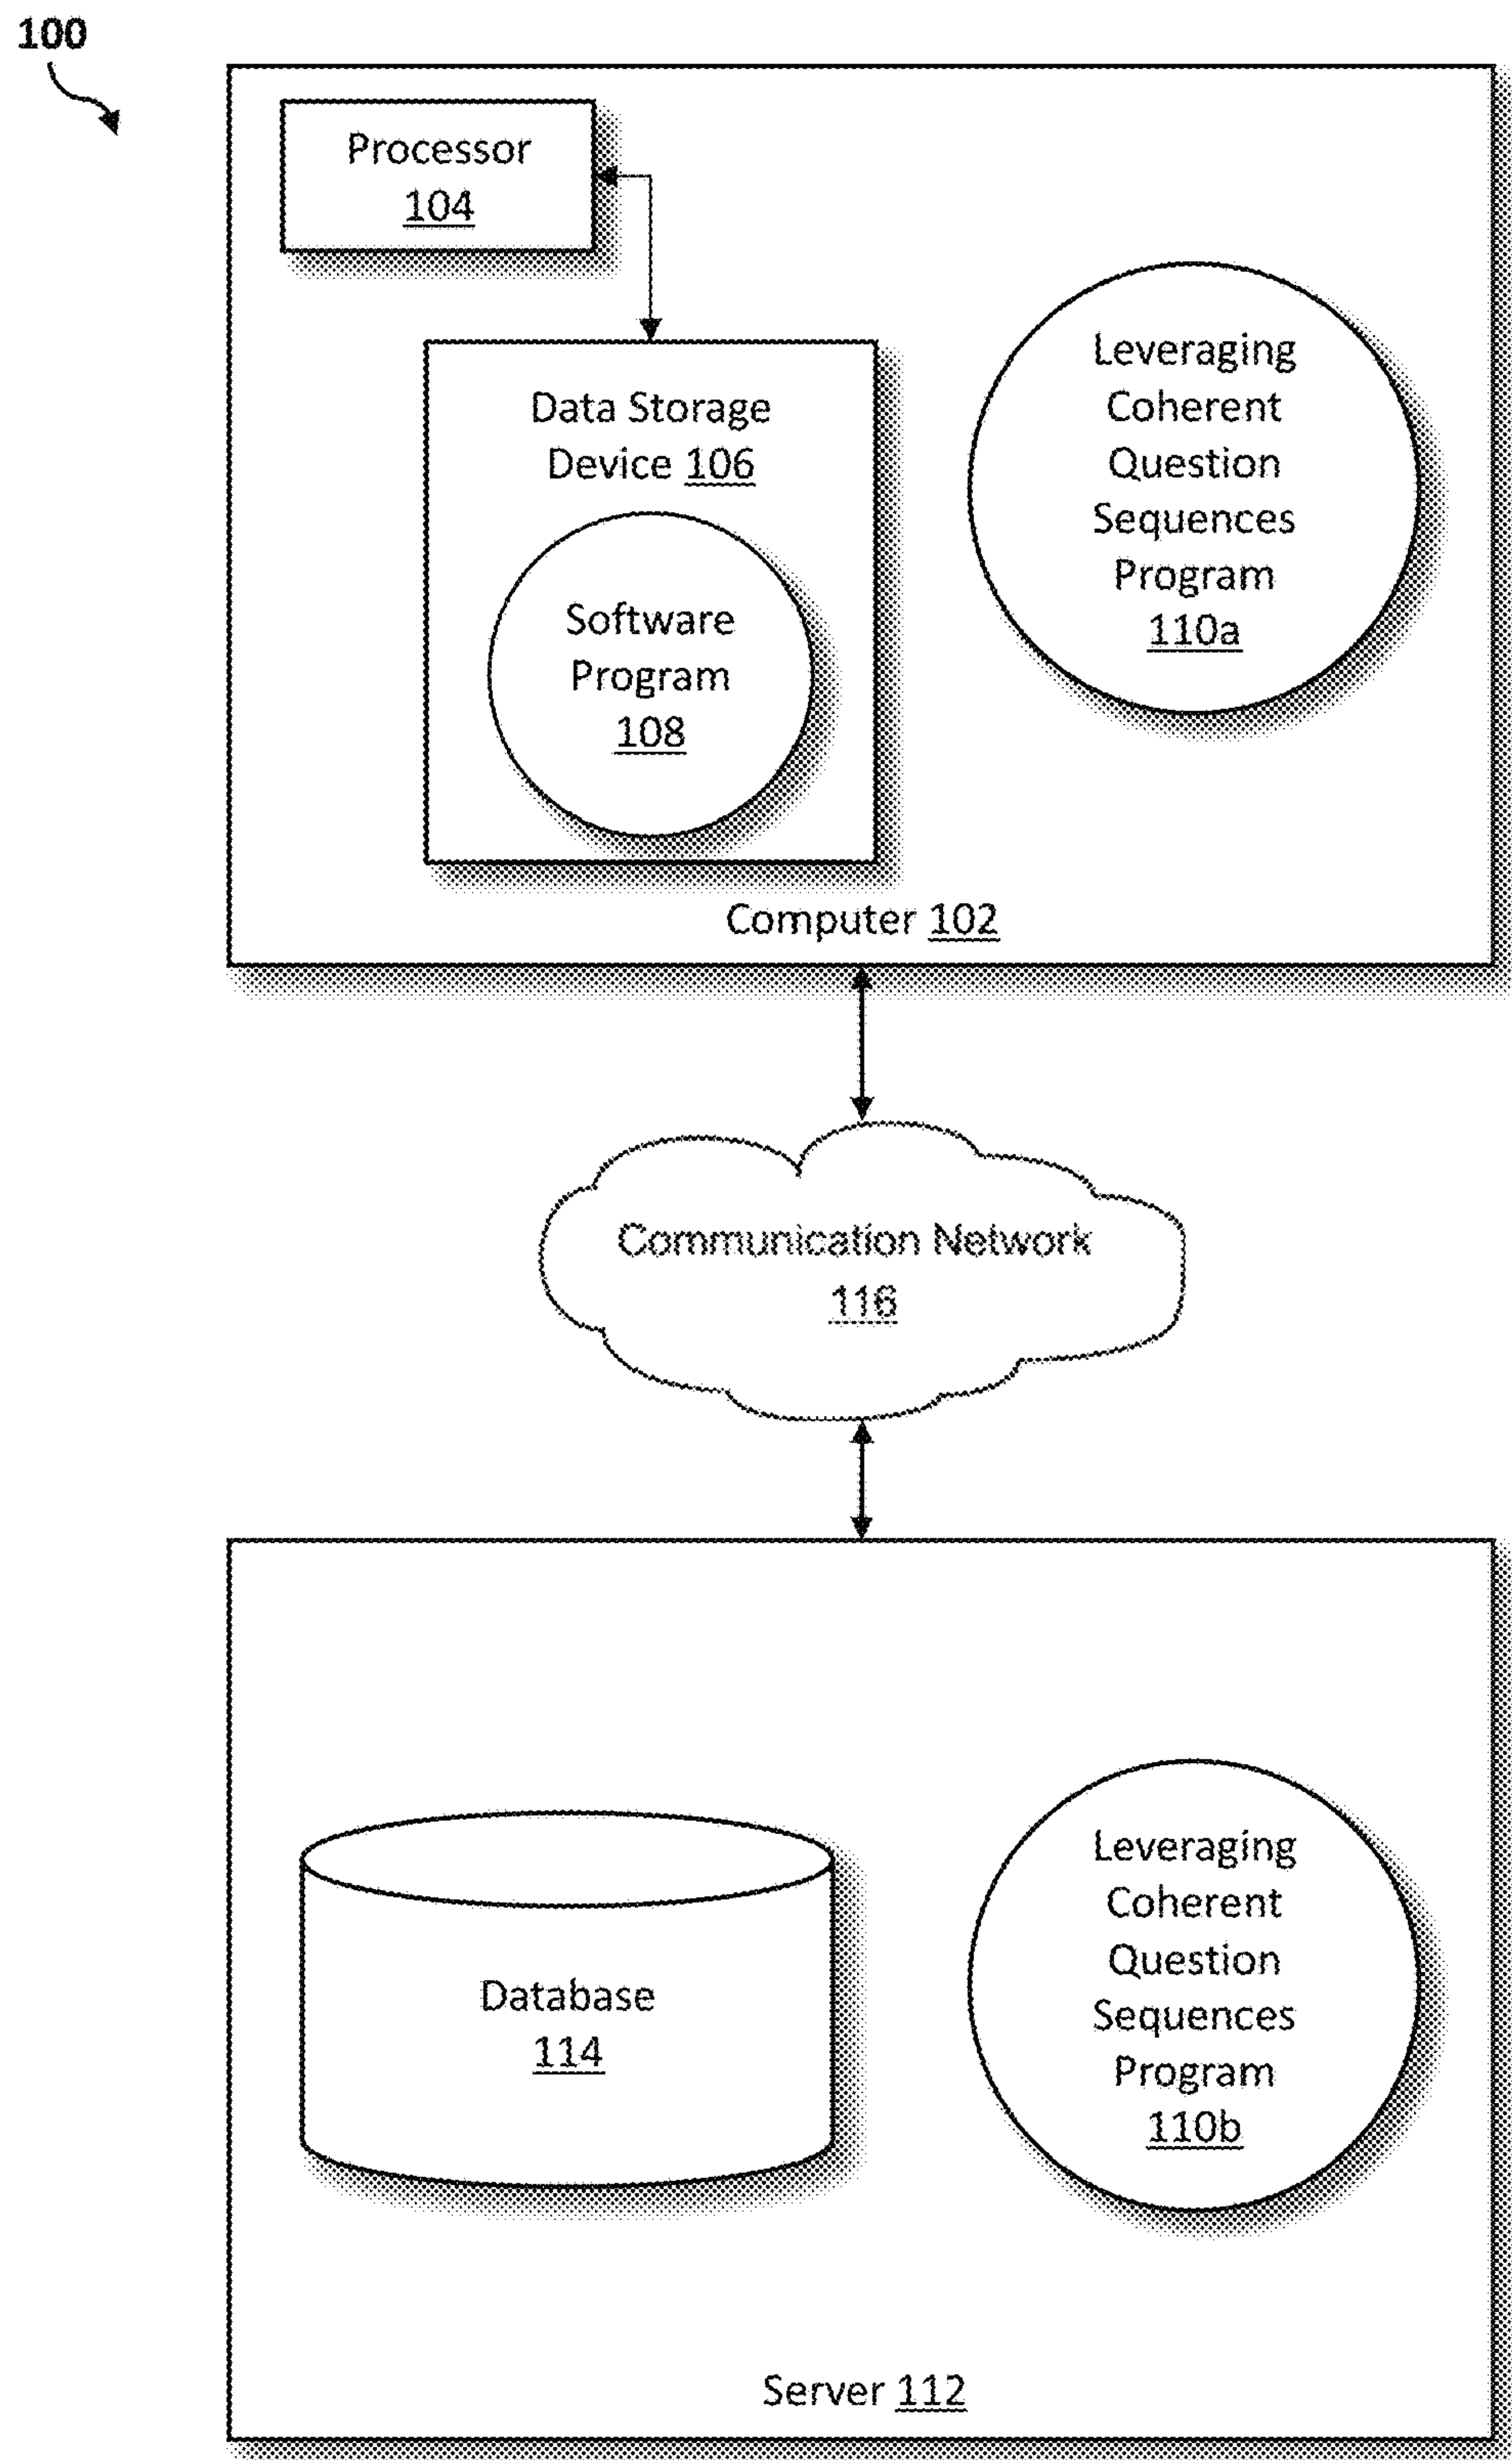 100
Processor
104
Data Storage
Device 106
Software
Program
108
Leveraging
Coherent
Question
Sequences
Program
110a
Computer 102
Communication Network
116
Database
114
Leveraging
Coherent
Question
Sequences
Program
110b
Server 112